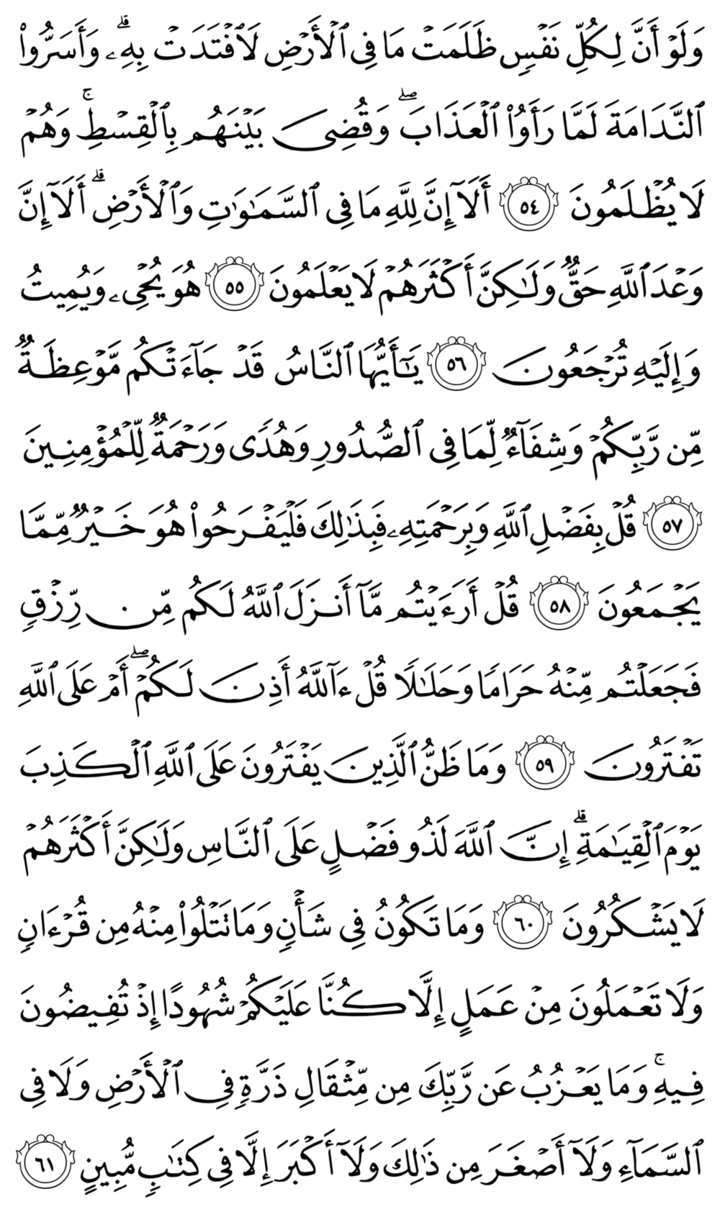 وَلَوۡ أَنَّ لِكُلِّ نَفۡسٖ ظَلَمَتۡ مَا فِي ٱلۡأَرۡضِ لَٱفۡتَدَتۡ بِهِۦۗ وَأَسَرُّواْ
ٱلنَّدَامَةَ لَمَّا رَأَوُاْ ٱلۡعَذَابَۖ وَقُضِيَ بَيۡنَهُم بِٱلۡقِسۡطِۚ وَهُمۡ
لَا يُظۡلَمُونَ ٥٤ أَلَآ إِنَّ لِلَّهِ مَا فِي ٱلسَّمَٰوَٰتِ وَٱلۡأَرۡضِۗ أَلَآ إِنَّ
وَعۡدَ ٱللَّهِ حَقّٞ وَلَٰكِنَّ أَكۡثَرَهُمۡ لَا يَعۡلَمُونَ ٥٥ هُوَ يُحۡيِۦ وَيُمِيتُ
وَإِلَيۡهِ تُرۡجَعُونَ ٥٦ يَٰٓأَيُّهَا ٱلنَّاسُ قَدۡ جَآءَتۡكُم مَّوۡعِظَةٞ
مِّن رَّبِّكُمۡ وَشِفَآءٞ لِّمَا فِي ٱلصُّدُورِ وَهُدٗى وَرَحۡمَةٞ لِّلۡمُؤۡمِنِينَ
٥٧ قُلۡ بِفَضۡلِ ٱللَّهِ وَبِرَحۡمَتِهِۦ فَبِذَٰلِكَ فَلۡيَفۡرَحُواْ هُوَ خَيۡرٞ مِّمَّا
يَجۡمَعُونَ ٥٨ قُلۡ أَرَءَيۡتُم مَّآ أَنزَلَ ٱللَّهُ لَكُم مِّن رِّزۡقٖ
فَجَعَلۡتُم مِّنۡهُ حَرَامٗا وَحَلَٰلٗا قُلۡ ءَآللَّهُ أَذِنَ لَكُمۡۖ أَمۡ عَلَى ٱللَّهِ
تَفۡتَرُونَ ٥٩ وَمَا ظَنُّ ٱلَّذِينَ يَفۡتَرُونَ عَلَى ٱللَّهِ ٱلۡكَذِبَ
يَوۡمَ ٱلۡقِيَٰمَةِۗ إِنَّ ٱللَّهَ لَذُو فَضۡلٍ عَلَى ٱلنَّاسِ وَلَٰكِنَّ أَكۡثَرَهُمۡ
لَا يَشۡكُرُونَ ٦٠ وَمَا تَكُونُ فِي شَأۡنٖ وَمَا تَتۡلُواْ مِنۡهُ مِن قُرۡءَانٖ
وَلَا تَعۡمَلُونَ مِنۡ عَمَلٍ إِلَّا كُنَّا عَلَيۡكُمۡ شُهُودًا إِذۡ تُفِيضُونَ
فِيهِۚ وَمَا يَعۡزُبُ عَن رَّبِّكَ مِن مِّثۡقَالِ ذَرَّةٖ فِي ٱلۡأَرۡضِ وَلَا فِي
ٱلسَّمَآءِ وَلَآ أَصۡغَرَ مِن ذَٰلِكَ وَلَآ أَكۡبَرَ إِلَّا فِي كِتَٰبٖ مُّبِينٍ ٦١